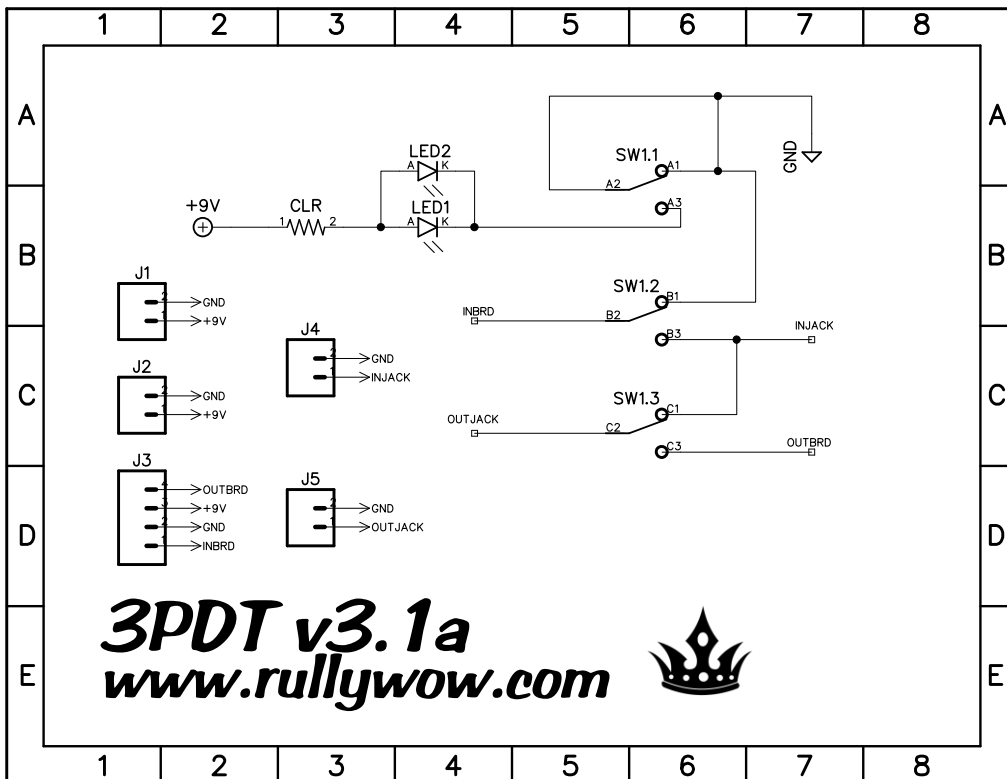 1 2 3 4 5 6 7 8
A A
GND
LED2
A K
SW1.1
A1
A2
+9V
CLR
1 2
LED1
A K
A3
B B
J1
2 GND
1 +9V
SW1.2
B1
INBRD
B2
B3
INJACK
J4
2 GND
1 INJACK
J2
2 GND
1 +9V
C C
SW1.3
C1
OUTJACK
C2
C3
OUTBRD
J3
4 OUTBRD
3 +9V
2 GND
1 INBRD
J5
2 GND
1 OUTJACK
D D
3PDT v3.1a
www.rullywow.com
E E
1 2 3 4 5 6 7 8